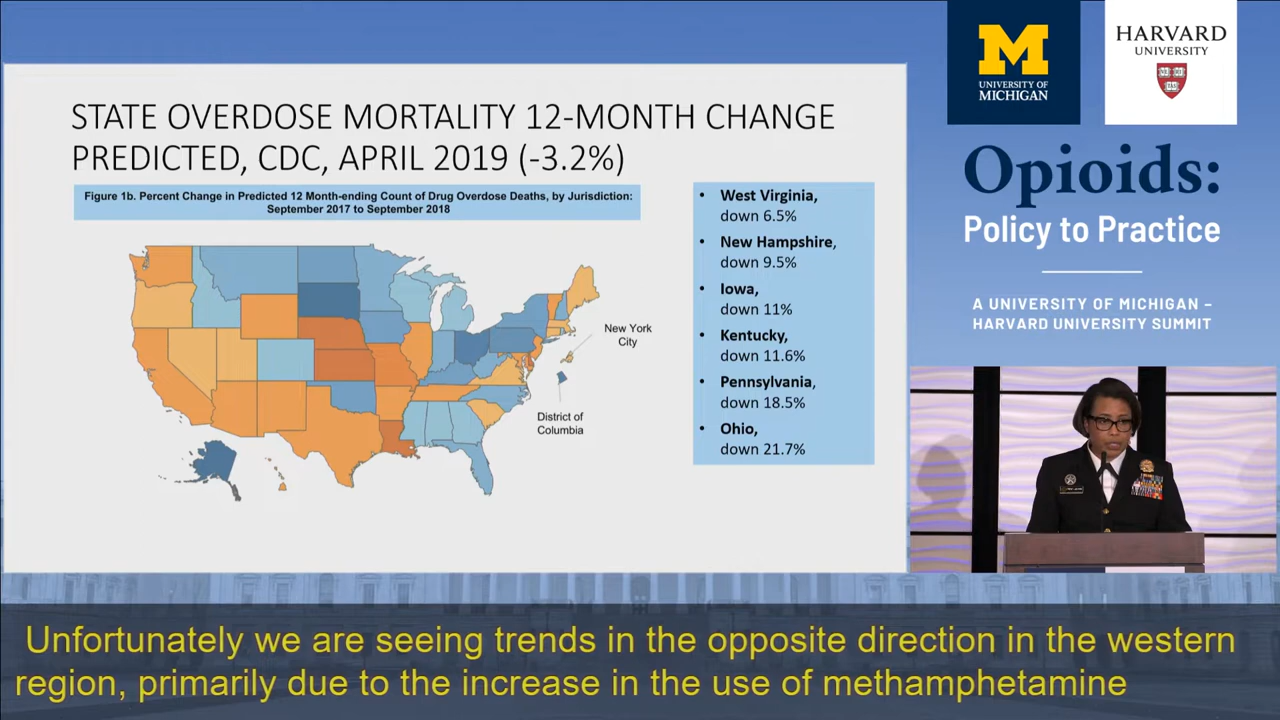 STATE OVERDOSE MORTALITY 12-MONTH CHANGE
PREDICTED, CDC, APRIL 2019 (-3.2%)
Figure 1b. Percent Change in Predicted 12 Month-ending Count of Drug Overdose Deaths, by Jurisdiction:
September 2017 to September 2018
New York
City
District of
Columbia
• West Virginia,
down 6.5%
• New Hampshire,
down 9.5%
• Iowa,
down 11%
• Kentucky,
down 11.6%
• Pennsylvania,
down 18.5%
• Ohio,
down 21.7%
M
UNIVERSITY OF
MICHIGAN
HARVARD
UNIVERSITY
Opioids:
Policy to Practice
A UNIVERSITY OF MICHIGAN –
HARVARD UNIVERSITY SUMMIT
Unfortunately we are seeing trends in the opposite direction in the western
region, primarily due to the increase in the use of methamphetamine